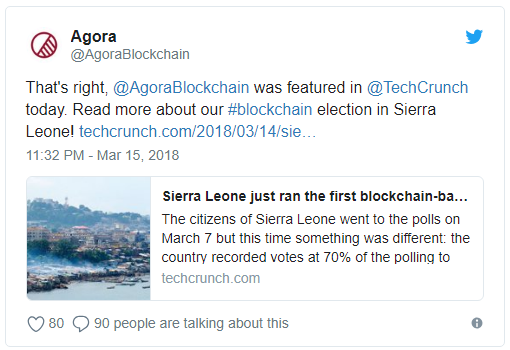 Agora
@AgoraBlockchain
That's right, @AgoraBlockchain was featured in @TechCrunch
today. Read more about our #blockchain election in Sierra
Leone! techcrunch.com/2018/03/14/sie…
11:32 PM - Mar 15, 2018
Sierra Leone just ran the first blockchain-ba…
The citizens of Sierra Leone went to the polls on
March 7 but this time something was different: the
country recorded votes at 70% of the polling to
techcrunch.com
80 90 people are talking about this